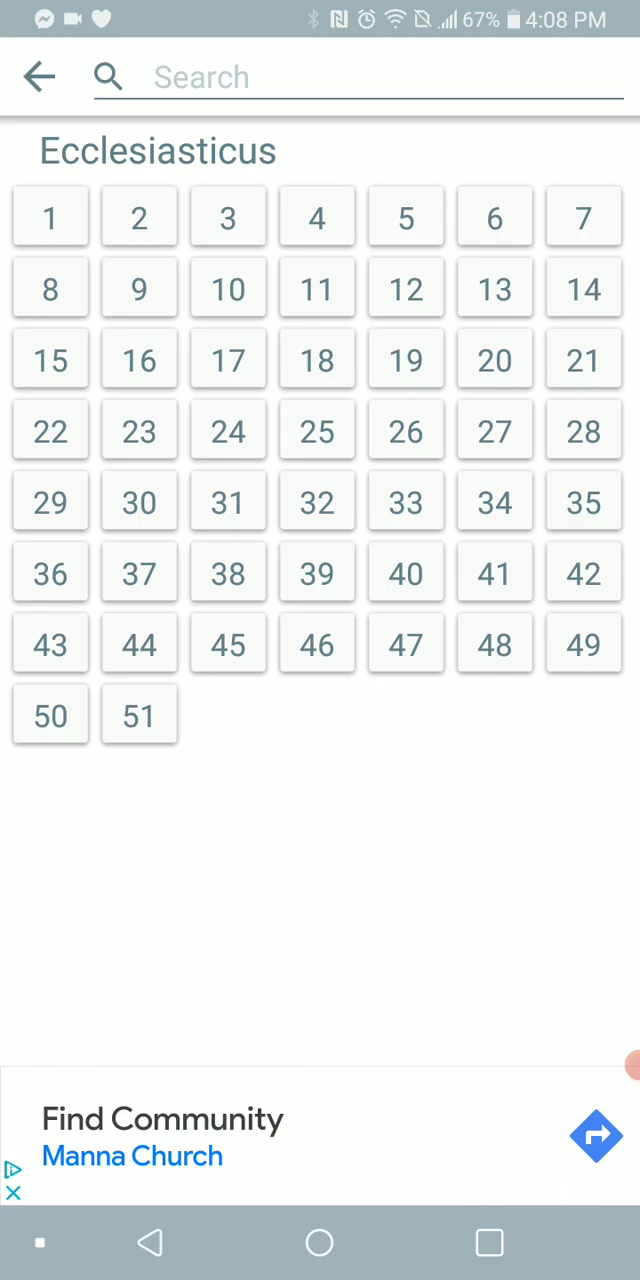 67% 4:08 PM
Search
Ecclesiasticus
1 2 3 4 5 6 7
8 9 10 11 12 13 14
15 16 17 18 19 20 21
22 23 24 25 26 27 28
29 30 31 32 33 34 35
36 37 38 39 40 41 42
43 44 45 46 47 48 49
50 51
Find Community
Manna Church